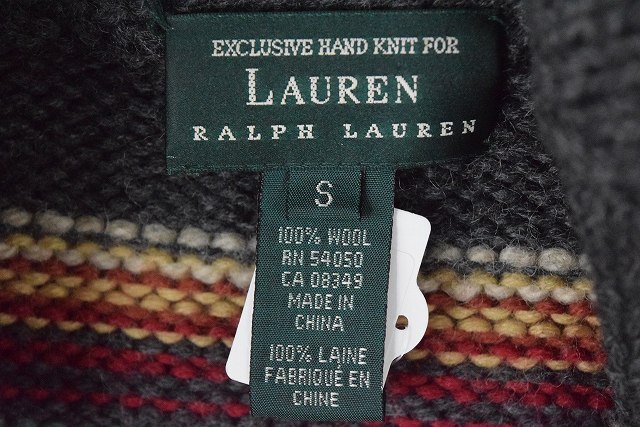 EXCLUSIVE HAND KNIT FOR
LAUREN
RALPH LAUREN
S
100% WOOL
RN 54050
CA 08349
MADE IN
CHINA
100% LAINE
FABRIQUÉ EN
CHINE